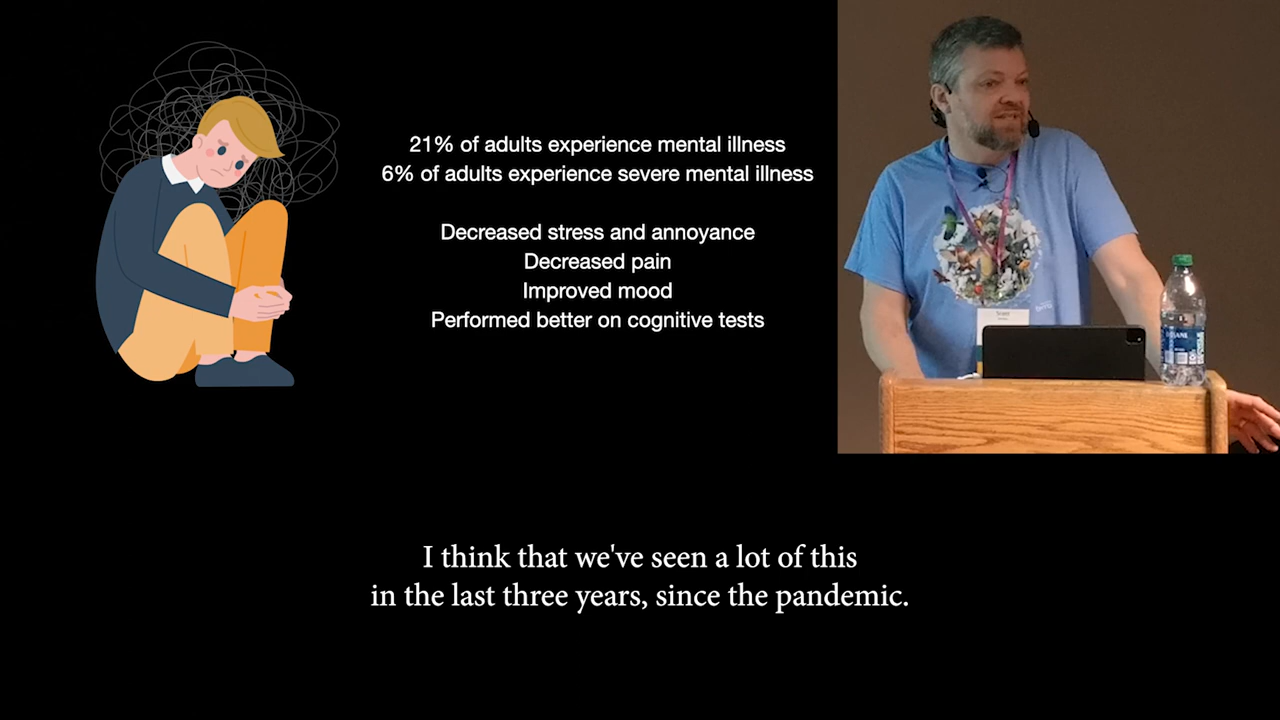 21% of adults experience mental illness
6% of adults experience severe mental illness
Decreased stress and annoyance
Decreased pain
Improved mood
Performed better on cognitive tests
I think that we've seen a lot of this
in the last three years, since the pandemic.